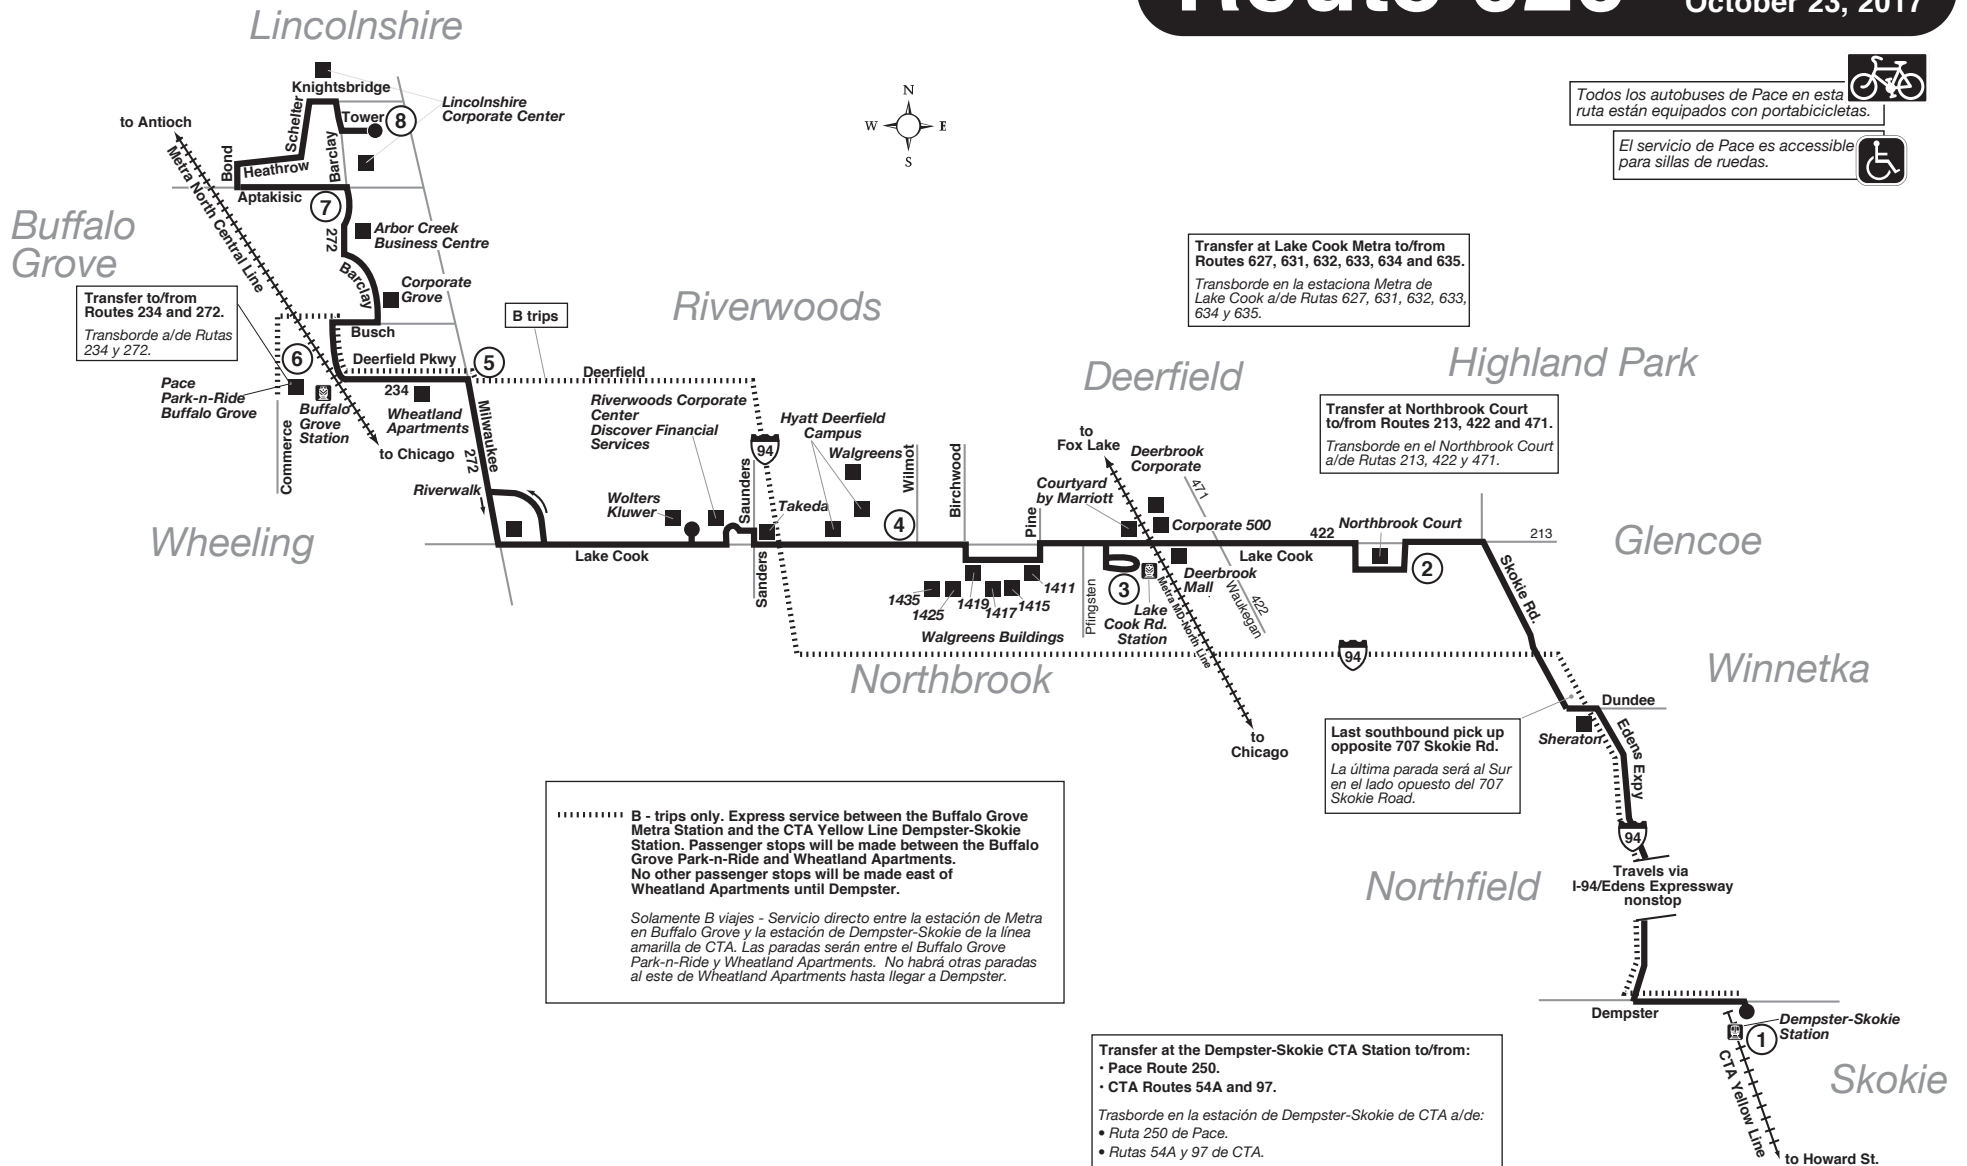 October 23, 2017
Lincolnshire
Knightsbridge
Schelter
Tower
8
Lincolnshire
Corporate Center
to Antioch
Metra North Central Line
Bond
Heathrow
Barclay
Aptakisic
7
272
Arbor Creek
Business Centre
Buffalo
Grove
Barclay
Corporate
Grove
Busch
Transfer to/from
Routes 234 and 272.
Transborde a/de Rutas
234 y 272.
6
Deerfield Pkwy
5
234
Pace
Park-n-Ride
Buffalo Grove
Buffalo
Grove
Station
Wheatland
Apartments
Commerce
to Chicago
Milwaukee
272
Riverwalk
Wheeling
B trips
Riverwoods
Deerfield
Riverwoods Corporate
Center
Discover Financial
Services
94
Hyatt Deerfield
Campus
Walgreens
Wolters
Kluwer
Saunders
Takeda
4
Wilmot
Birchwood
Pine
Lake Cook
Sanders
1435
1425
1419
1417
1415
1411
Walgreens Buildings
Northbrook
N
W
E
S
Todos los autobuses de Pace en esta
ruta están equipados con portabicicletas.
El servicio de Pace es accessible
para sillas de ruedas.
Transfer at Lake Cook Metra to/from
Routes 627, 631, 632, 633, 634 and 635.
Transborde en la estaciona Metra de
Lake Cook a/de Rutas 627, 631, 632, 633,
634 y 635.
Deerfield
Highland Park
Transfer at Northbrook Court
to/from Routes 213, 422 and 471.
Transborde en el Northbrook Court
a/de Rutas 213, 422 y 471.
to
Fox Lake
Deerbrook
Corporate
471
Courtyard
by Marriott
Corporate 500
422
Northbrook Court
213
Glencoe
Lake Cook
2
Pfingsten
3
Lake
Cook Rd.
Station
Metra MD-North Line
Deerbrook
Mall
422
Waukegan
Skokie Rd.
94
Winnetka
Dundee
Sheraton
Edens Expy
to
Chicago
Last southbound pick up
opposite 707 Skokie Rd.
La última parada será al Sur
en el lado opuesto del 707
Skokie Road.
94
Travels via
I-94/Edens Expressway
nonstop
Northfield
B - trips only. Express service between the Buffalo Grove
Metra Station and the CTA Yellow Line Dempster-Skokie
Station. Passenger stops will be made between the Buffalo
Grove Park-n-Ride and Wheatland Apartments.
No other passenger stops will be made east of
Wheatland Apartments until Dempster.
Solamente B viajes - Servicio directo entre la estación de Metra
en Buffalo Grove y la estación de Dempster-Skokie de la línea
amarilla de CTA. Las paradas serán entre el Buffalo Grove
Park-n-Ride y Wheatland Apartments. No habrá otras paradas
al este de Wheatland Apartments hasta llegar a Dempster.
Dempster
Dempster-Skokie
Station
1
CTA Yellow Line
Skokie
to Howard St.
Transfer at the Dempster-Skokie CTA Station to/from:
· Pace Route 250.
· CTA Routes 54A and 97.
Trasborde en la estación de Dempster-Skokie de CTA a/de:
• Ruta 250 de Pace.
• Rutas 54A y 97 de CTA.